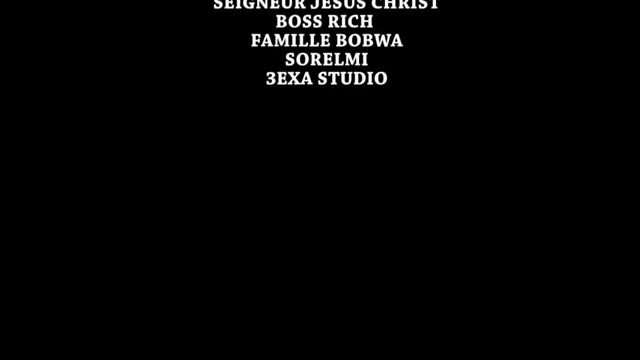 SEIGNEUR JESUS CHRIST
BOSS RICH
FAMILLE BOBWA
SORELMI
3EXA STUDIO